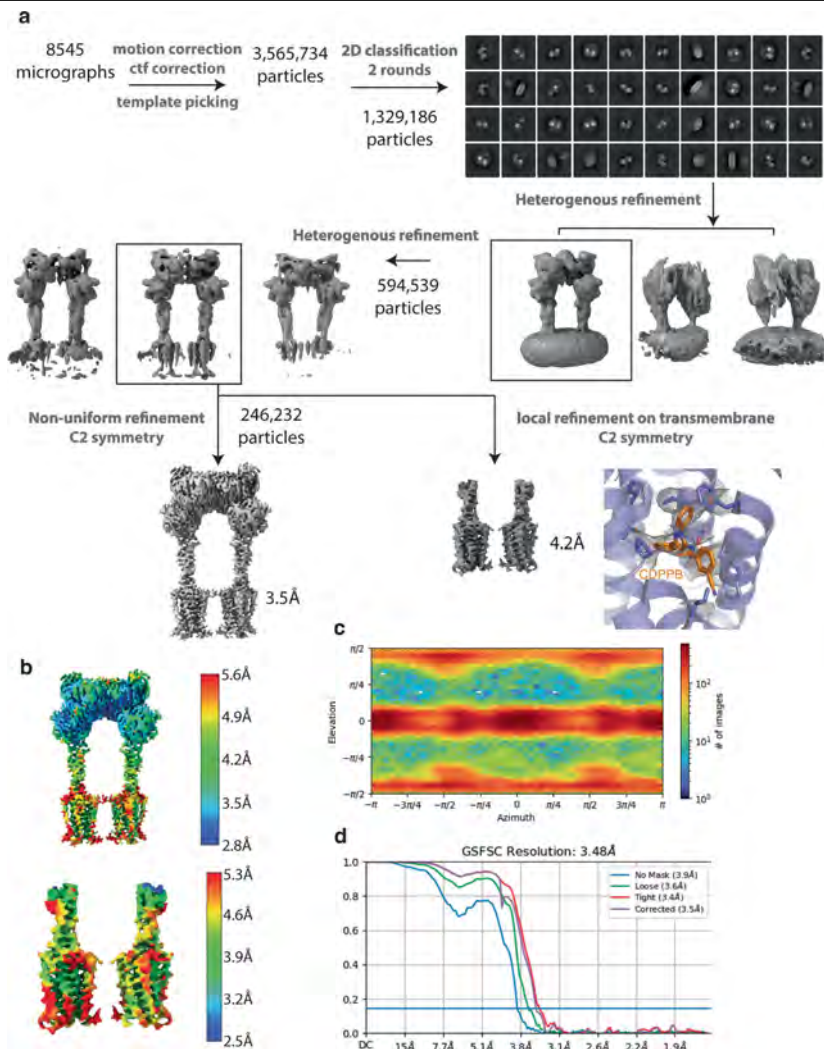 a
8545
micrographs
motion correction
ctf correction
template picking
3,565,734
particles
2D classification
2 rounds
1,329,186
particles
Heterogenous refinement
Heterogenous refinement
594,539
particles
Non-uniform refinement
C2 symmetry
246,232
particles
local refinement on transmembrane
C2 symmetry
3.5Å
4.2Å
CDPPB
b
5.6Å
4.9Å
4.2Å
3.5Å
2.8Å
5.3Å
4.6Å
3.9Å
3.2Å
2.5Å
c
π/2
π/4
0
−π/4
−π/2
Elevation
−π −3π/4 −π/2 −π/4 0 π/4 π/2 3π/4 π
Azimuth
10²
10¹
10⁰
# of images
d
GSFSC Resolution: 3.48Å
1.0
0.8
0.6
0.4
0.2
0.0
No Mask (3.9Å)
Loose (3.6Å)
Tight (3.4Å)
Corrected (3.5Å)
DC 15Å 7.7Å 5.1Å 3.8Å 3.1Å 2.6Å 2.2Å 1.9Å